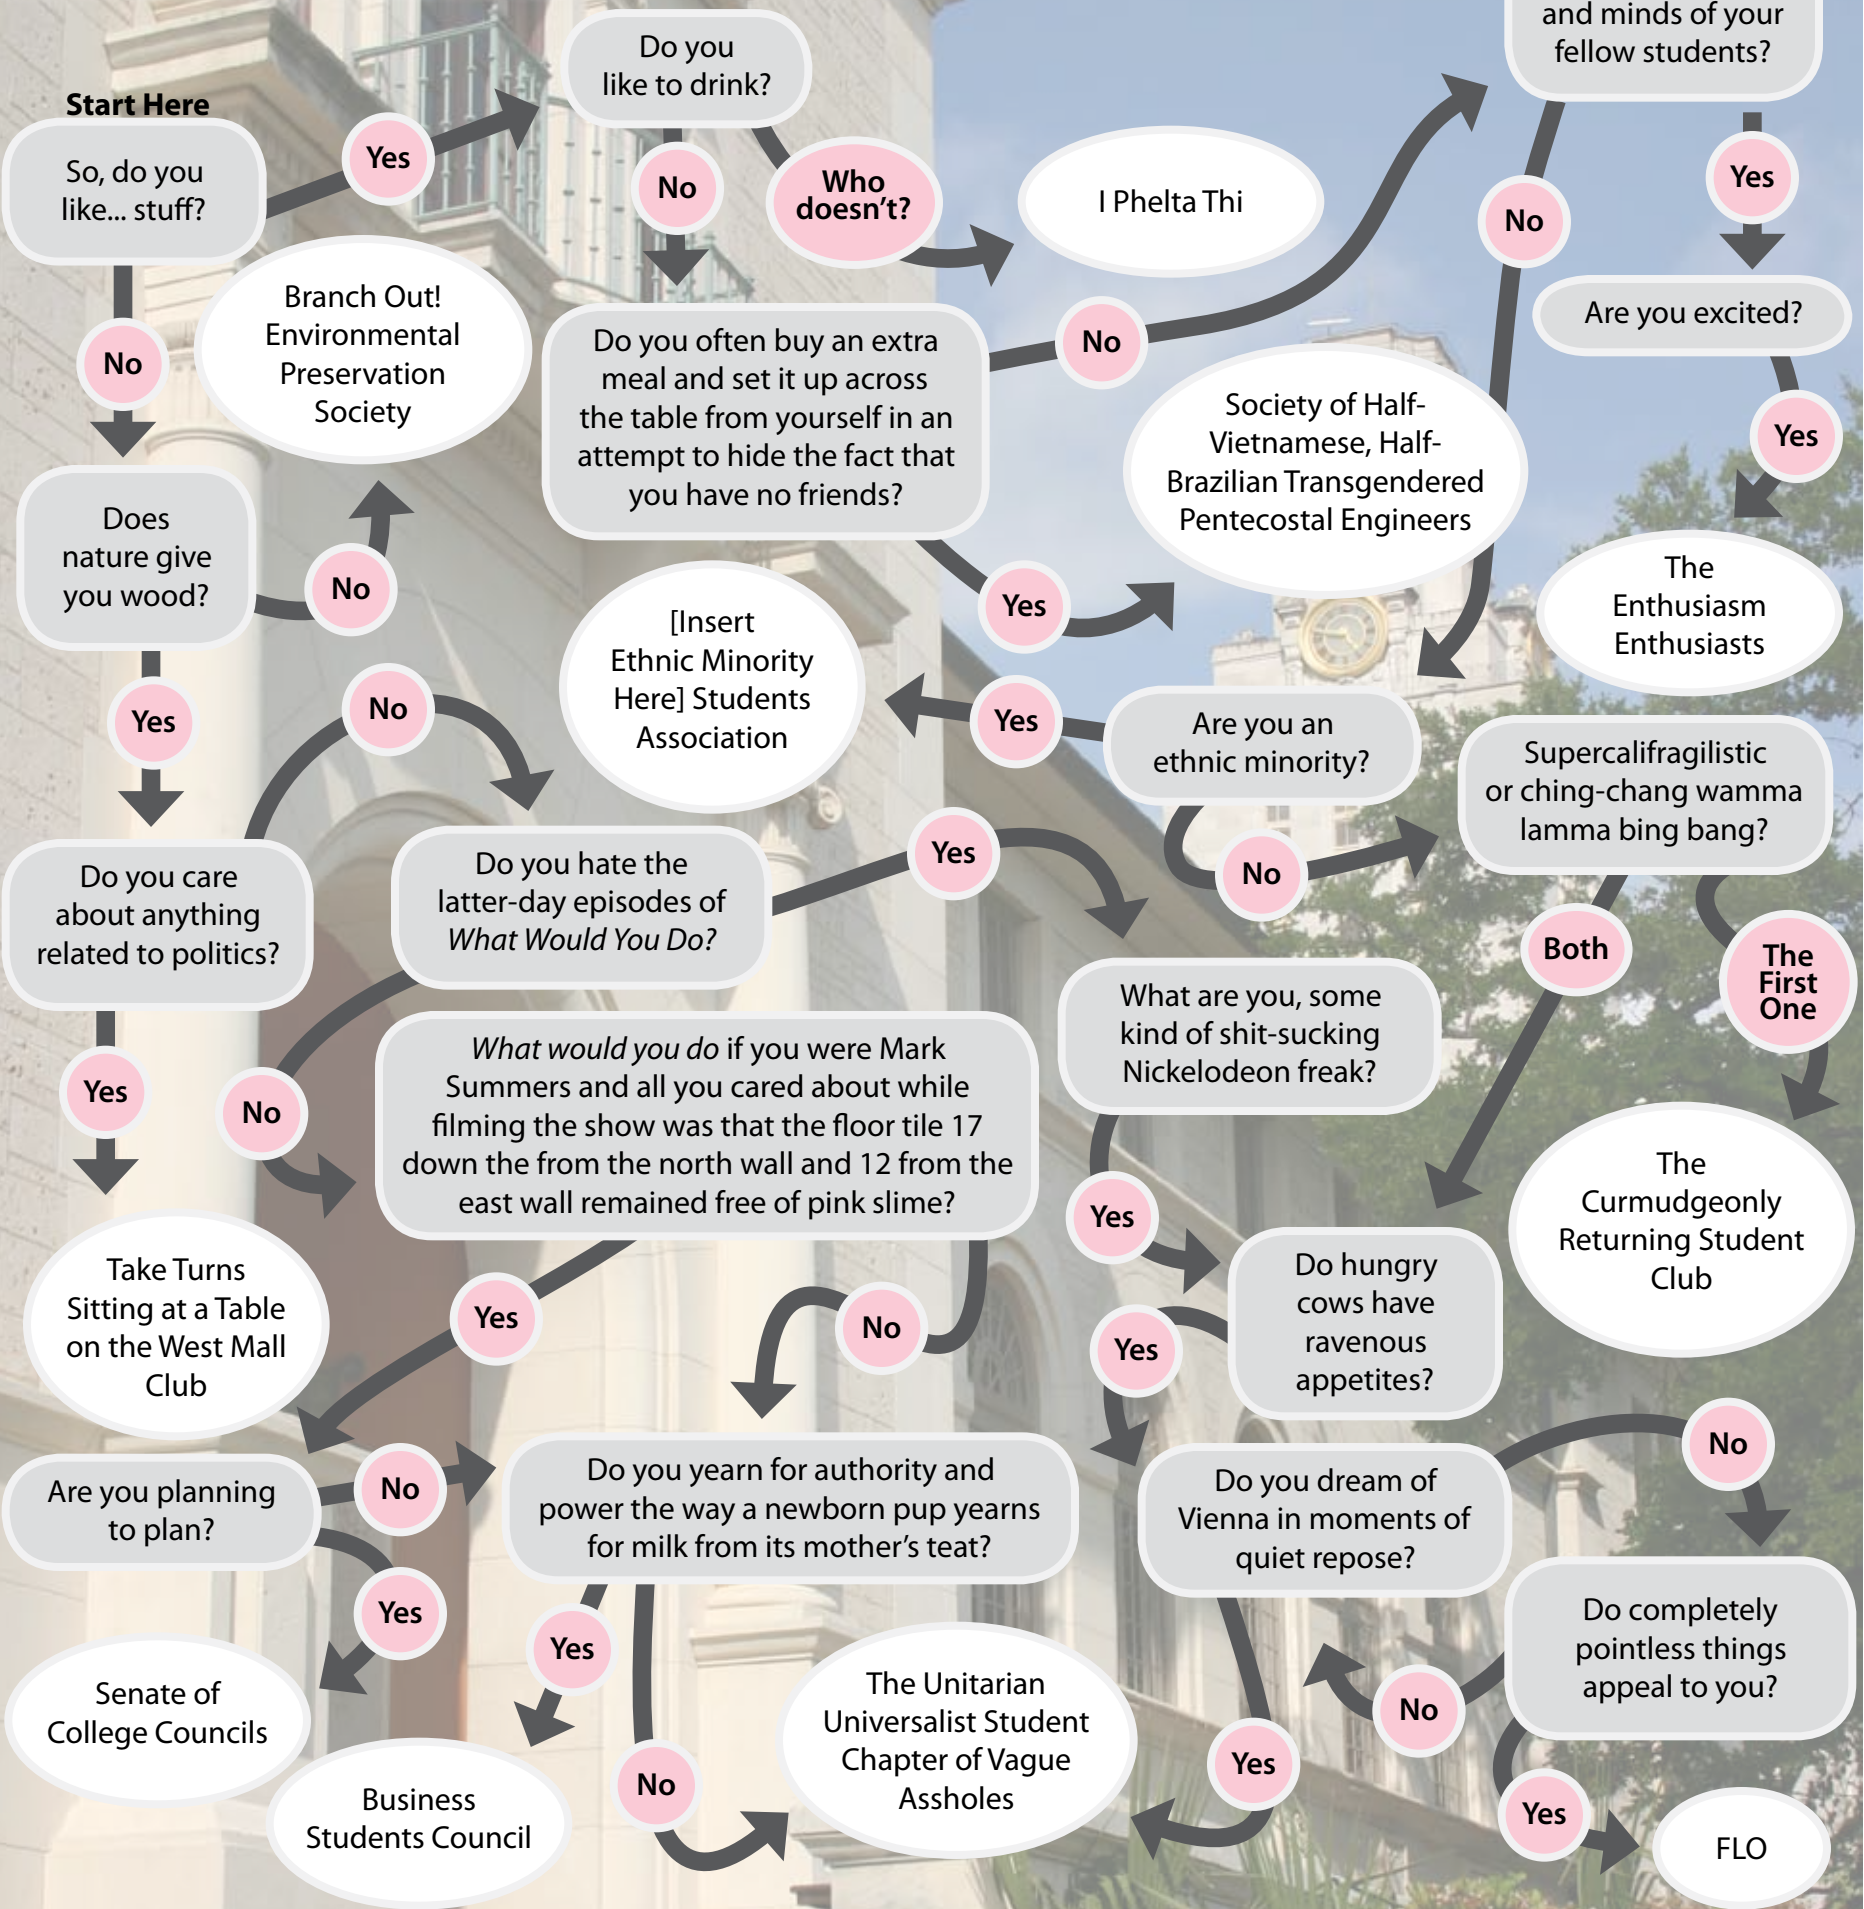 and minds of your
fellow students?
Do you
like to drink?
Start Here
So, do you
like... stuff?
Yes
No
Who
doesn't?
I Phelta Thi
No
Yes
Are you excited?
No
Branch Out!
Environmental
Preservation
Society
Do you often buy an extra
meal and set it up across
the table from yourself in an
attempt to hide the fact that
you have no friends?
No
Society of Half-
Vietnamese, Half-
Brazilian Transgendered
Pentecostal Engineers
Yes
Does
nature give
you wood?
No
[Insert
Ethnic Minority
Here] Students
Association
Yes
The
Enthusiasm
Enthusiasts
Yes
No
Yes
Are you an
ethnic minority?
Supercalifragilistic
or ching-chang wamma
lamma bing bang?
Do you care
about anything
related to politics?
Do you hate the
latter-day episodes of
What Would You Do?
Yes
No
Both
The
First
One
What are you, some
kind of shit-sucking
Nickelodeon freak?
Yes
No
What would you do if you were Mark
Summers and all you cared about while
filming the show was that the floor tile 17
down the from the north wall and 12 from the
east wall remained free of pink slime?
Yes
The
Curmudgeonly
Returning Student
Club
Take Turns
Sitting at a Table
on the West Mall
Club
Yes
No
Yes
Do hungry
cows have
ravenous
appetites?
Are you planning
to plan?
No
Do you yearn for authority and
power the way a newborn pup yearns
for milk from its mother's teat?
Do you dream of
Vienna in moments of
quiet repose?
No
Yes
Yes
Senate of
College Councils
Business
Students Council
No
The Unitarian
Universalist Student
Chapter of Vague
Assholes
Yes
No
Do completely
pointless things
appeal to you?
Yes
FLO